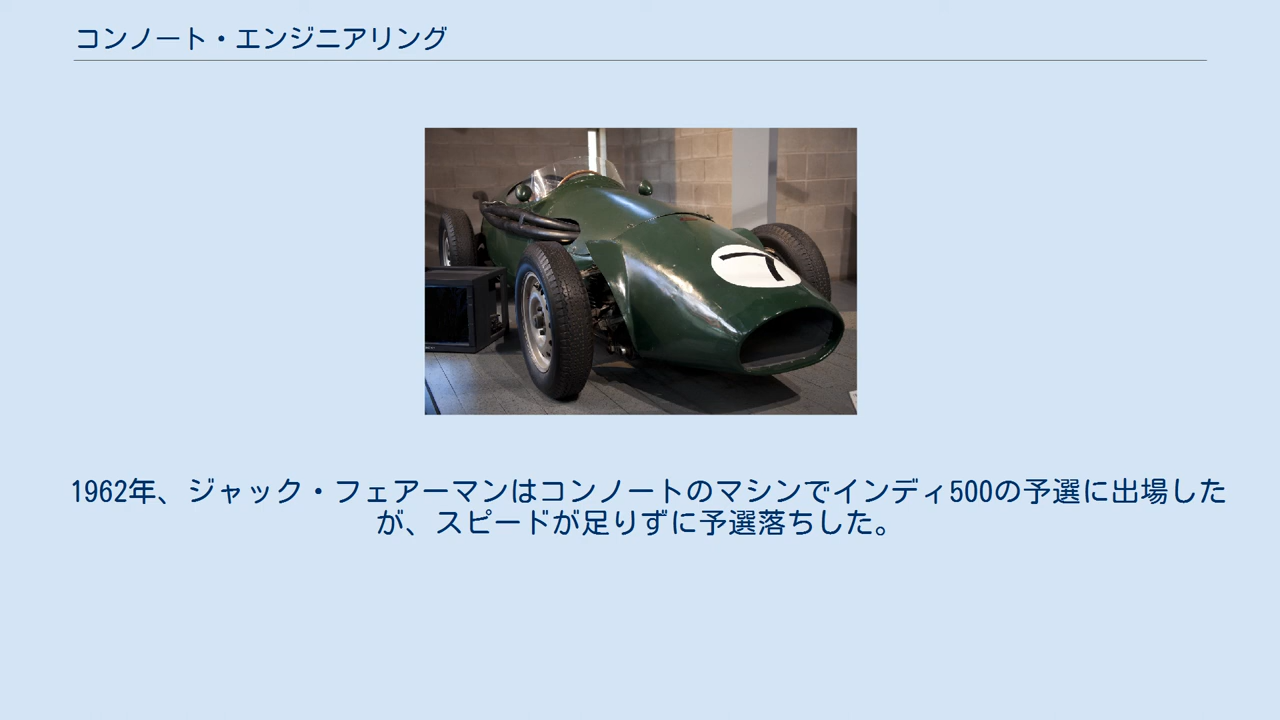 コンノート・エンジニアリング
7
1962年、ジャック・フェアーマンはコンノートのマシンでインディ500の予選に出場した
が、スピードが足りずに予選落ちした。